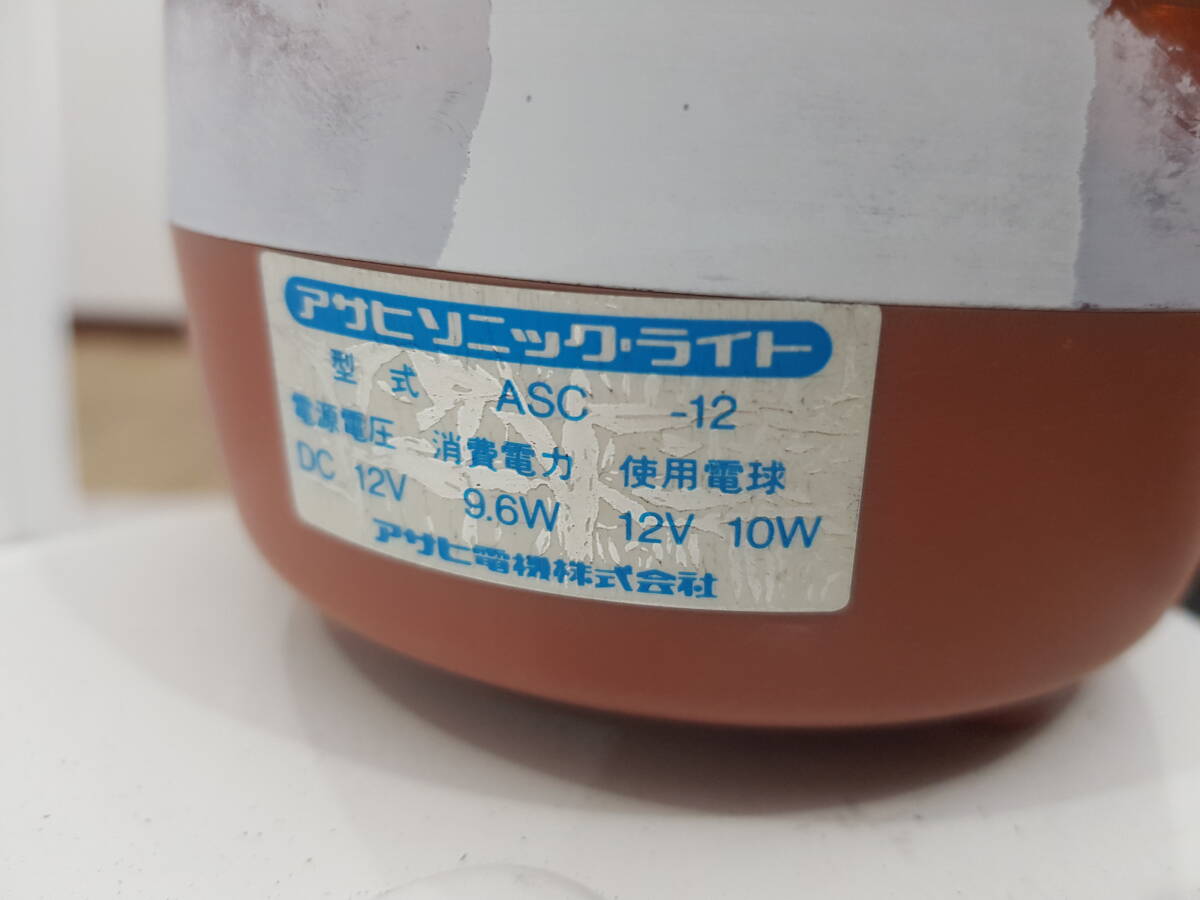 アサヒソニック・ライト
型式 ASC -12
電源電圧 消費電力 使用電球
DC 12V 9.6W 12V 10W
アサヒ電機株式会社